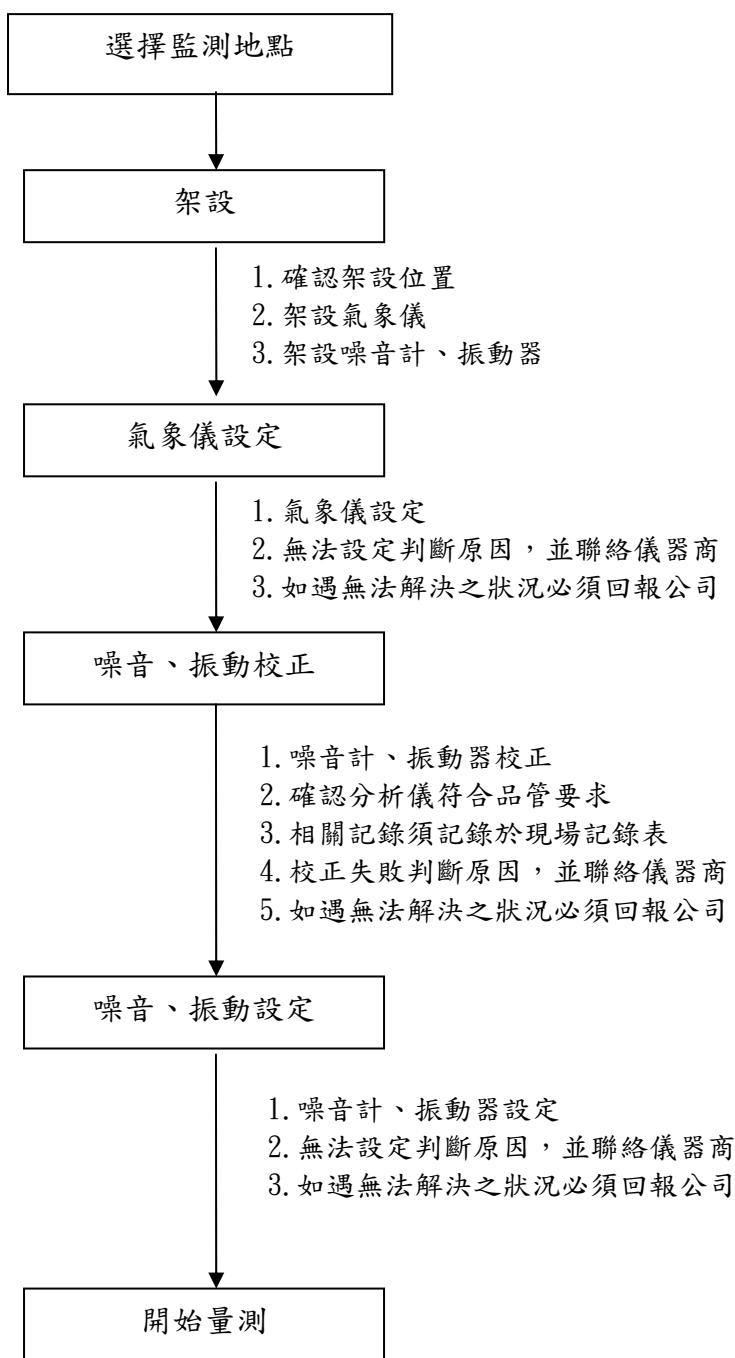 選擇監測地點
架設
1.確認架設位置
2.架設氣象儀
3.架設噪音計、振動器
氣象儀設定
1.氣象儀設定
2.無法設定判斷原因，並聯絡儀器商
3.如遇無法解決之狀況必須回報公司
噪音、振動校正
1.噪音計、振動器校正
2.確認分析儀符合品管要求
3.相關記錄須記錄於現場記錄表
4.校正失敗判斷原因，並聯絡儀器商
5.如遇無法解決之狀況必須回報公司
噪音、振動設定
1.噪音計、振動器設定
2.無法設定判斷原因，並聯絡儀器商
3.如遇無法解決之狀況必須回報公司
開始量測